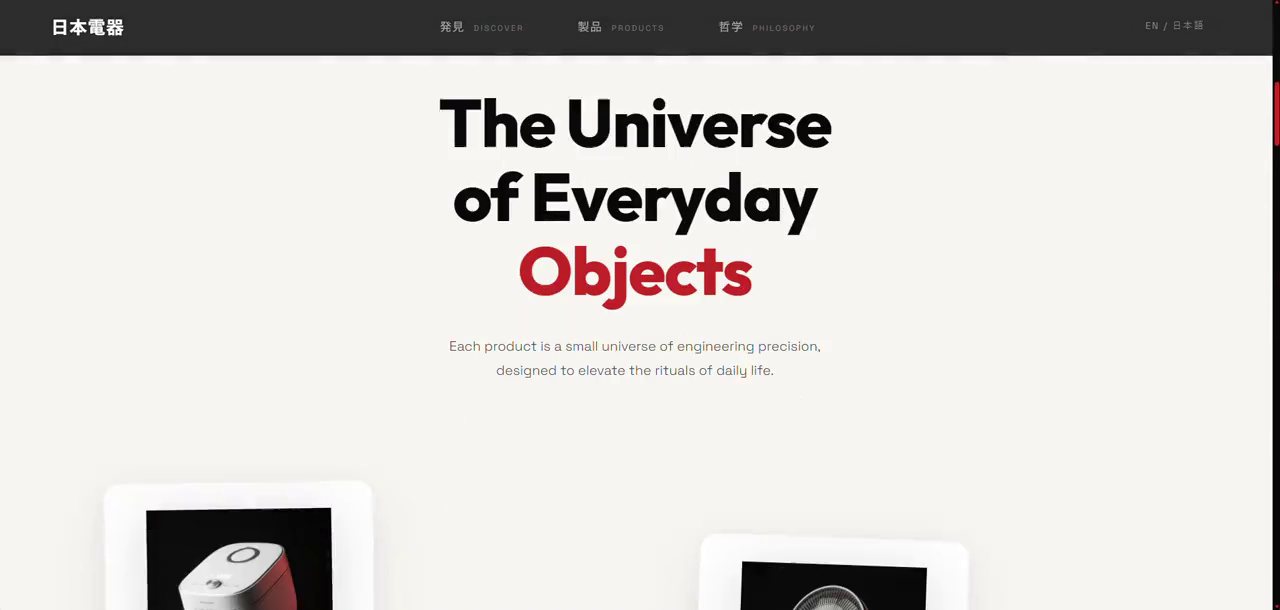 日本電器
発見 DISCOVER
製品 PRODUCTS
哲学 PHILOSOPHY
EN / 日本語
The Universe
of Everyday
Objects
Each product is a small universe of engineering precision,
designed to elevate the rituals of daily life.